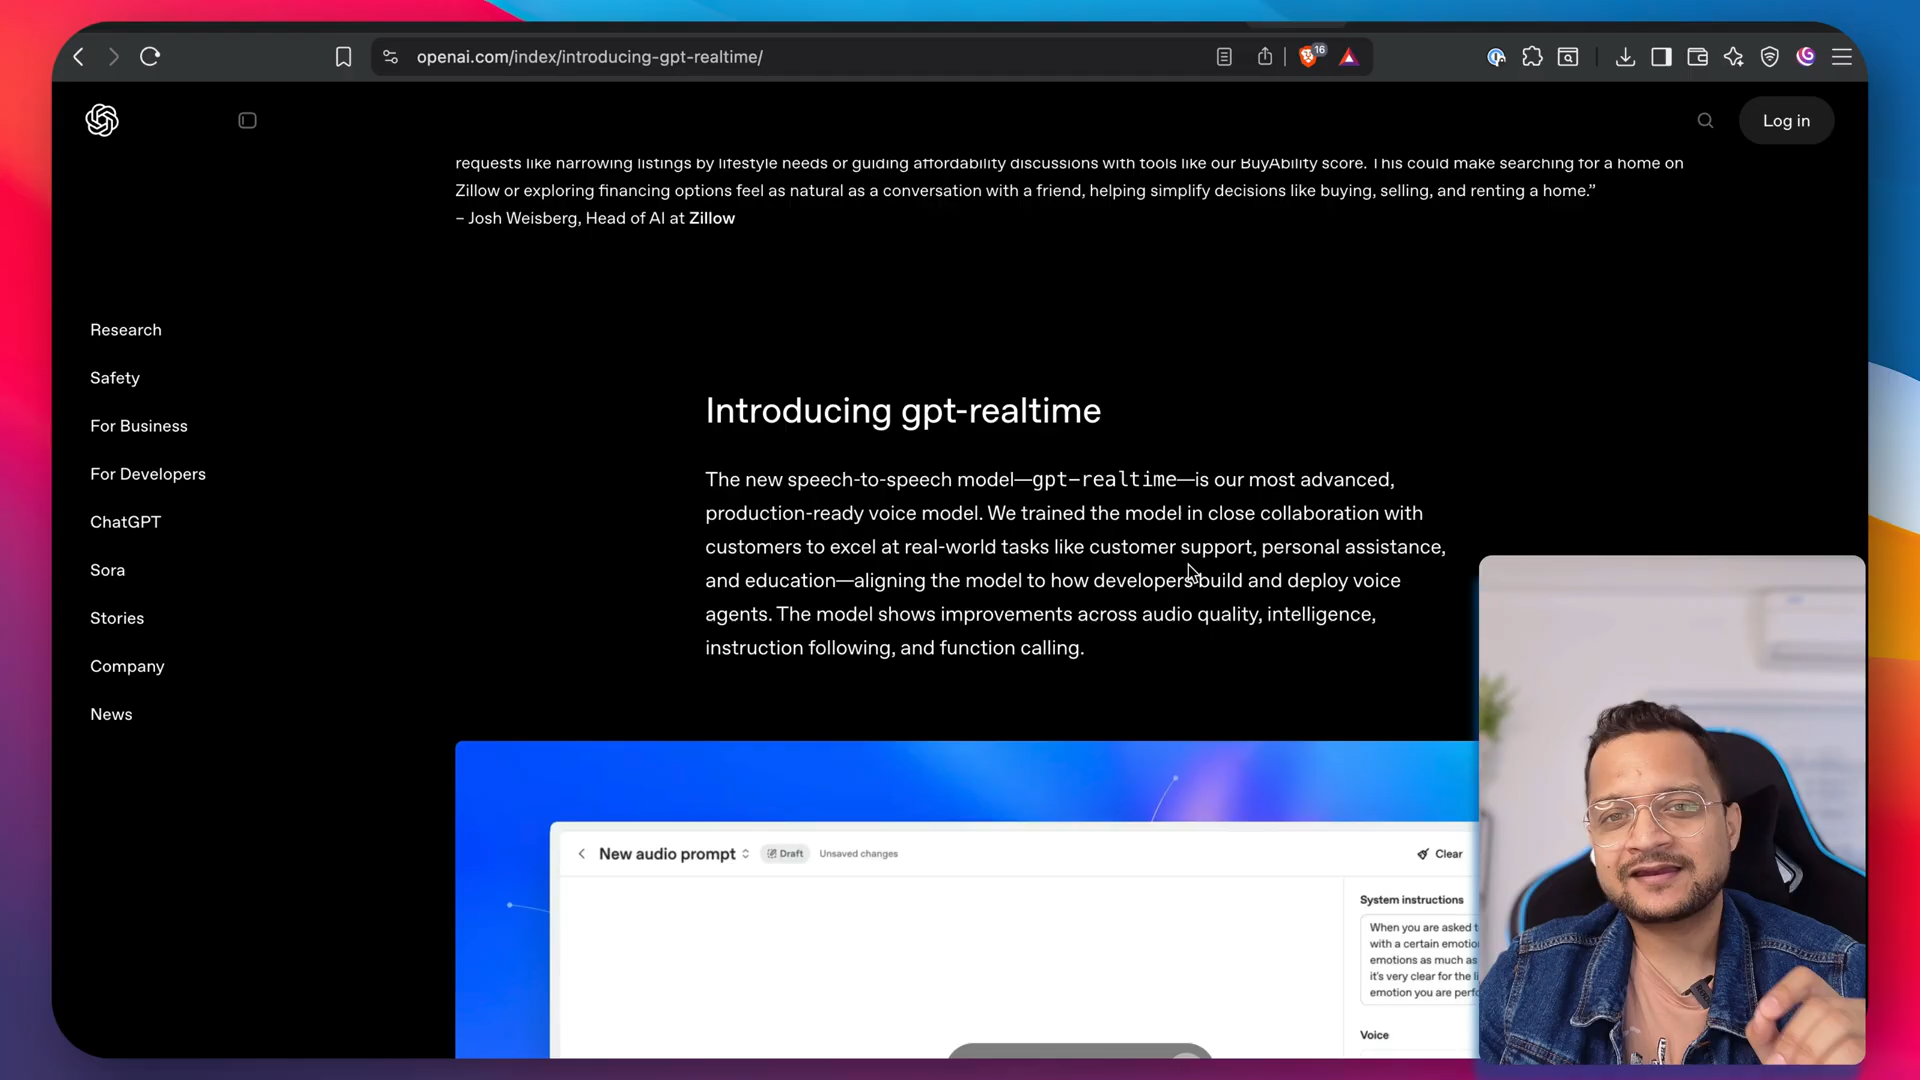 openai.com/index/introducing-gpt-realtime/
16
Log in
requests like narrowing listings by lifestyle needs or guiding affordability discussions with tools like our BuyAbility score. This could make searching for a home on
Zillow or exploring financing options feel as natural as a conversation with a friend, helping simplify decisions like buying, selling, and renting a home.”
– Josh Weisberg, Head of AI at Zillow
Research
Safety
For Business
For Developers
ChatGPT
Sora
Stories
Company
News
Introducing gpt-realtime
The new speech-to-speech model—gpt-realtime—is our most advanced,
production-ready voice model. We trained the model in close collaboration with
customers to excel at real-world tasks like customer support, personal assistance,
and education—aligning the model to how developers build and deploy voice
agents. The model shows improvements across audio quality, intelligence,
instruction following, and function calling.
New audio prompt
Draft
Unsaved changes
Clear
System instructions
When you are asked
with a certain
emotions as much as
it's very clear for the
emotion you are
Voice